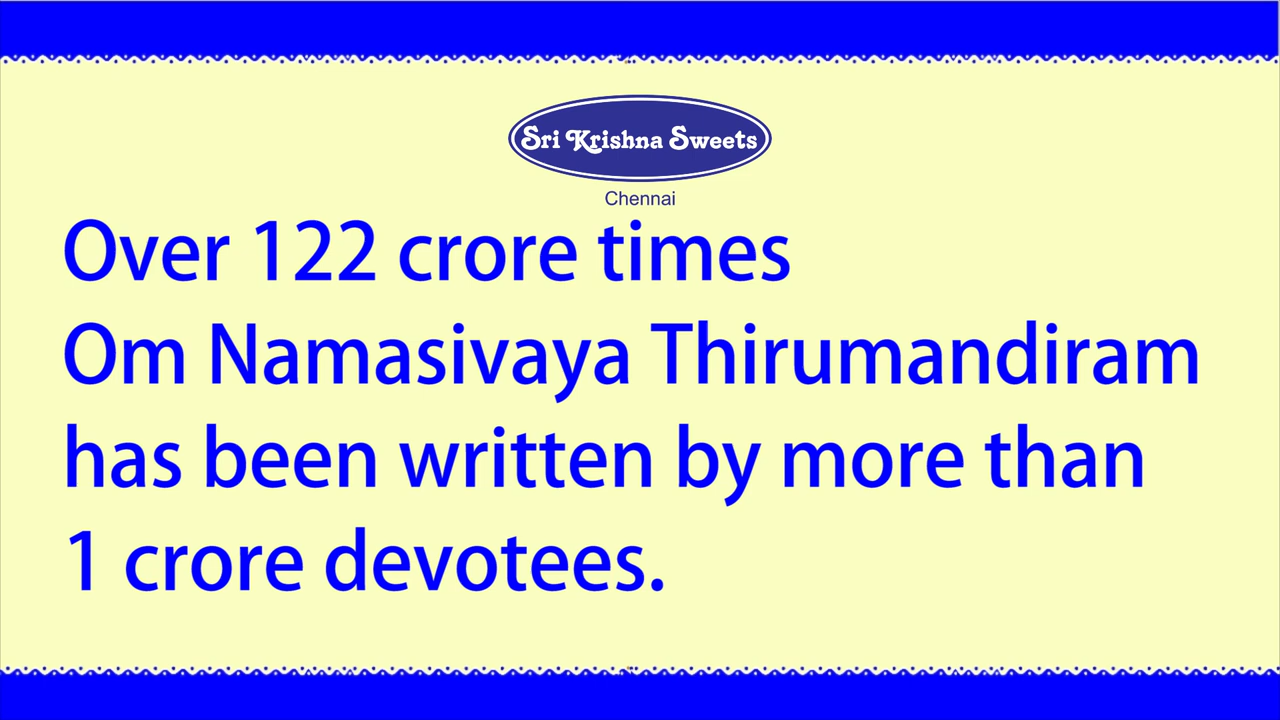 Sri Krishna Sweets
Chennai
Over 122 crore times
Om Namasivaya Thirumandiram
has been written by more than
1 crore devotees.